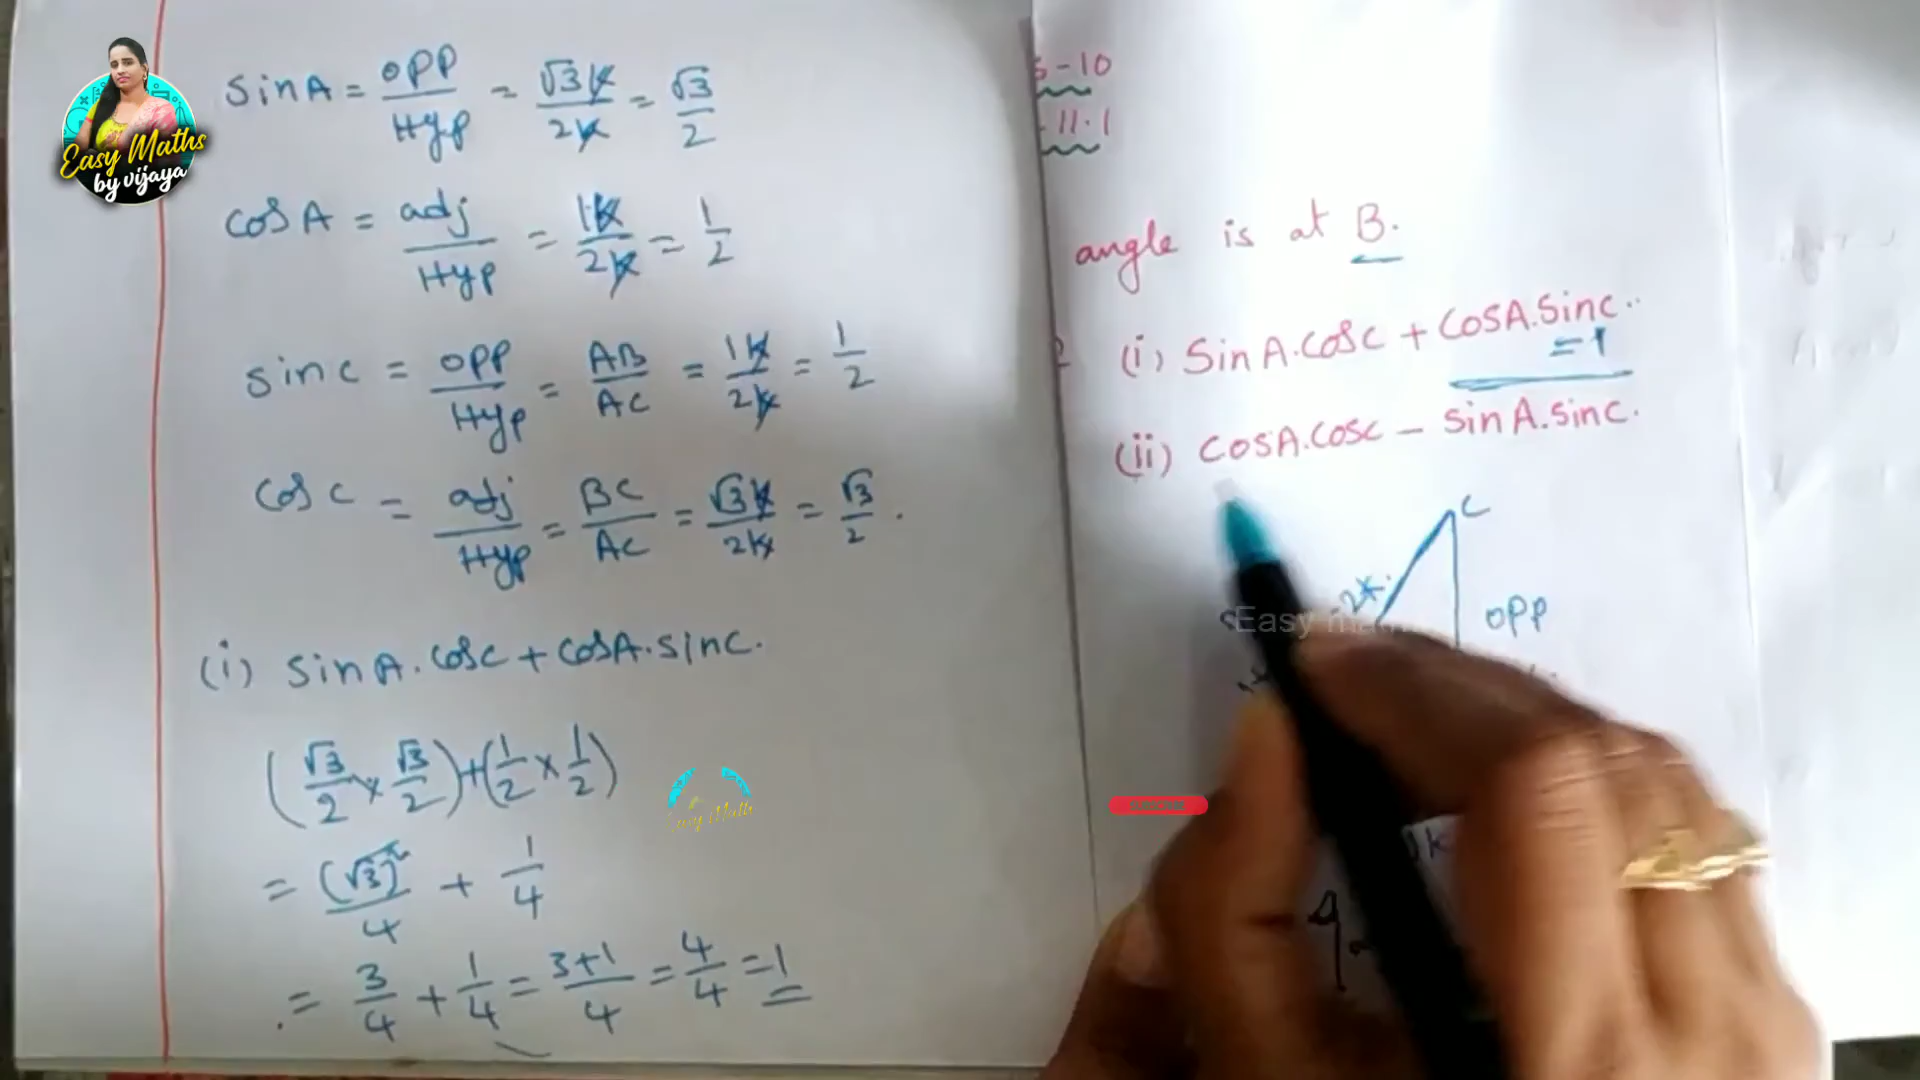 Easy Maths
by vijaya
sinA = opp/Hyp = √3k/2k = √3/2
cosA = adj/Hyp = 1k/2k = 1/2
sinc = opp/Hyp = AB/AC = 1k/2k = 1/2
cosc = adj/Hyp = BC/AC = √3k/2k = √3/2 .
(i) sinA.cosc + cosA.sinc.
(√3/2 × √3/2) + (1/2 × 1/2)
= (√3)²/4 + 1/4
= 3/4 + 1/4 = 3+1/4 = 4/4 = 1
-10
11.1
angle is at B.
(i) SinA.cosc + cosA.sinc..
=1
(ii) cosA.cosc – sinA.sinc.
C
opp
Easy
SUBSCRIBE